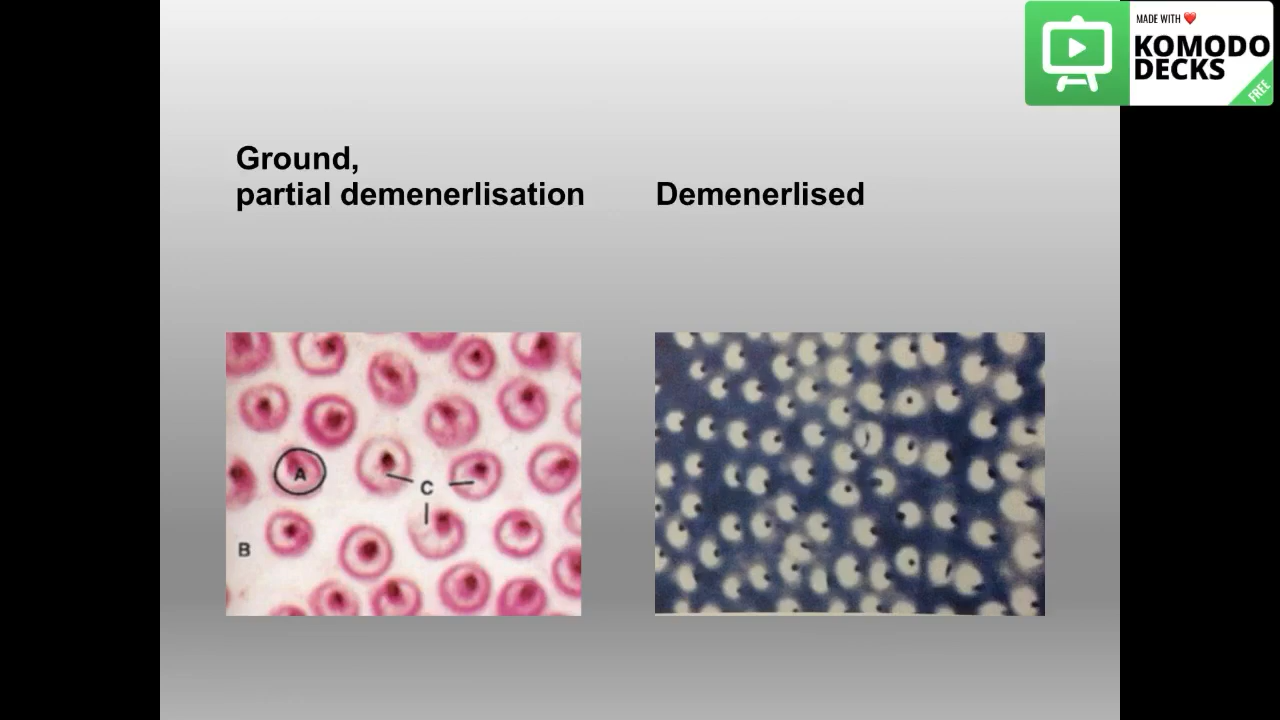 MADE WITH
KOMODO
DECKS
FREE
Ground,
partial demenerlisation
Demenerlised
A
C
B